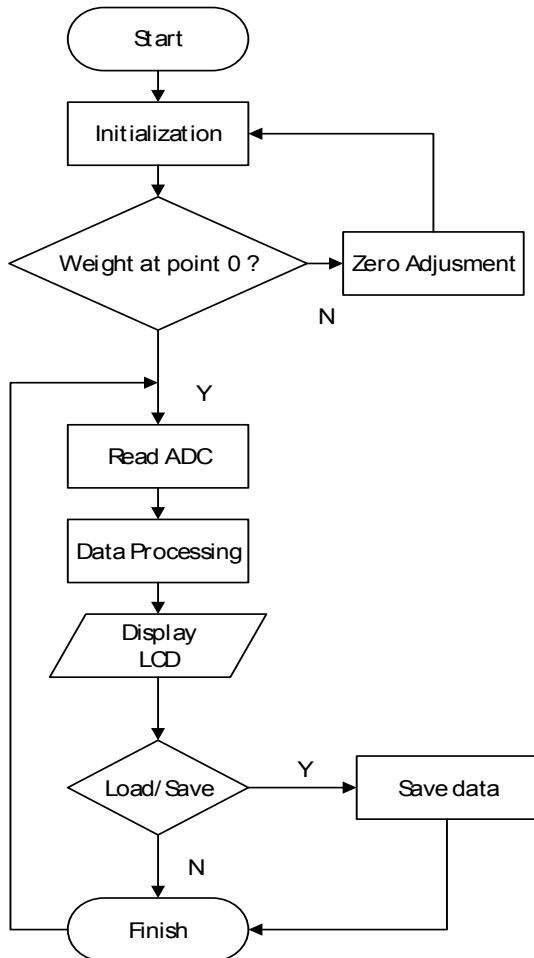 Start
Initialization
Weight at point 0 ?
Zero Adjusment
N
Y
Read ADC
Data Processing
Display
LCD
Load/Save
Y
Save data
N
Finish